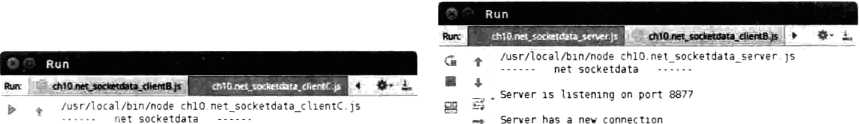 Run
Run: ch10.net_socketdata_clientB.js ch10.net_socketdata_clientC.js
/usr/local/bin/node ch10.net_socketdata_clientC.js
------ net socketdata ------
Run
Run: ch10.net_socketdata_server.js ch10.net_socketdata_clientB.js
/usr/local/bin/node ch10.net_socketdata_server.js
------ net socketdata ------
Server is listening on port 8877
Server has a new connection